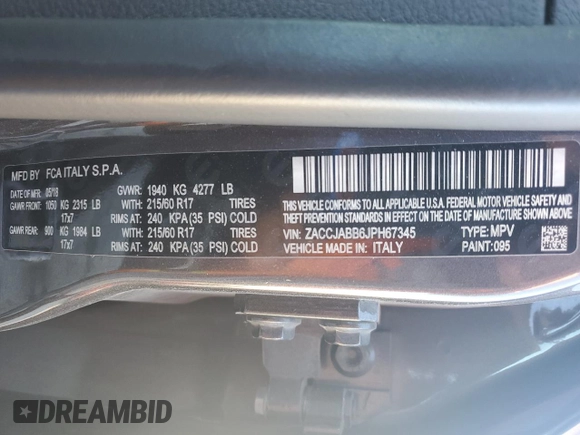 MFD BY FCA ITALY S.P.A.
DATE OF MFR. 05/18 GVWR: 1940 KG 4277 LB
GAWR FRONT: 1050 KG 2315 LB WITH 215/60 R17 TIRES
17x7 RIMS AT: 240 KPA(35 PSI) COLD
GAWR REAR: 900 KG 1984 LB WITH 215/60 R17 TIRES
17x7 RIMS AT: 240 KPA(35 PSI) COLD
THIS VEHICLE CONFORMS TO ALL APPLICABLE U.S.A. FEDERAL MOTOR VEHICLE
SAFETY, BUMPER, AND THEFT PREVENTION STANDARDS IN EFFECT ON THE DATE OF MANUFACTURE SHOWN ABOVE.
VIN: ZACCJABB6JPH67345 TYPE: MPV
VEHICLE MADE IN: ITALY PAINT: 095
DREAMBID